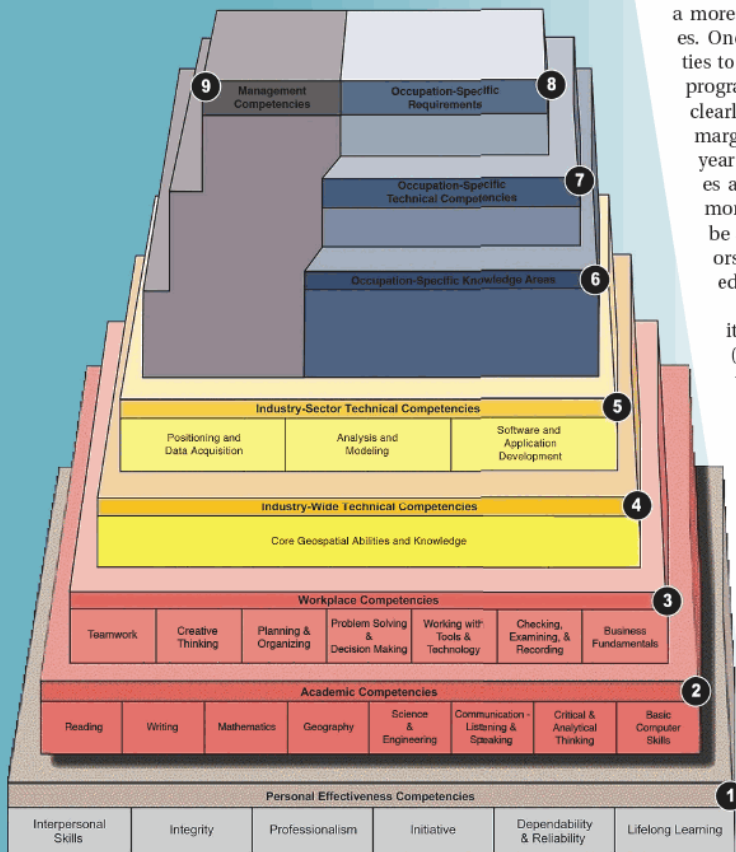 a more
es. One
ties to
progra
clearl
marg
year
es a
mor
be
ors
ed
it
(
9
Management
Competencies
Occupation-Specific
Requirements
8
Occupation-Specific
Technical Competencies
7
Occupation-Specific Knowledge Areas
6
Industry-Sector Technical Competencies
5
Positioning and
Data Acquisition
Analysis and
Modeling
Software and
Application
Development
Industry-Wide Technical Competencies
4
Core Geospatial Abilities and Knowledge
Workplace Competencies
3
Teamwork
Creative
Thinking
Planning &
Organizing
Problem Solving
&
Decision Making
Working with
Tools &
Technology
Checking,
Examining, &
Recording
Business
Fundamentals
Academic Competencies
2
Reading
Writing
Mathematics
Geography
Science
&
Engineering
Communication -
Listening &
Speaking
Critical &
Analytical
Thinking
Basic
Computer
Skills
Personal Effectiveness Competencies
1
Interpersonal
Skills
Integrity
Professionalism
Initiative
Dependability
& Reliability
Lifelong Learning